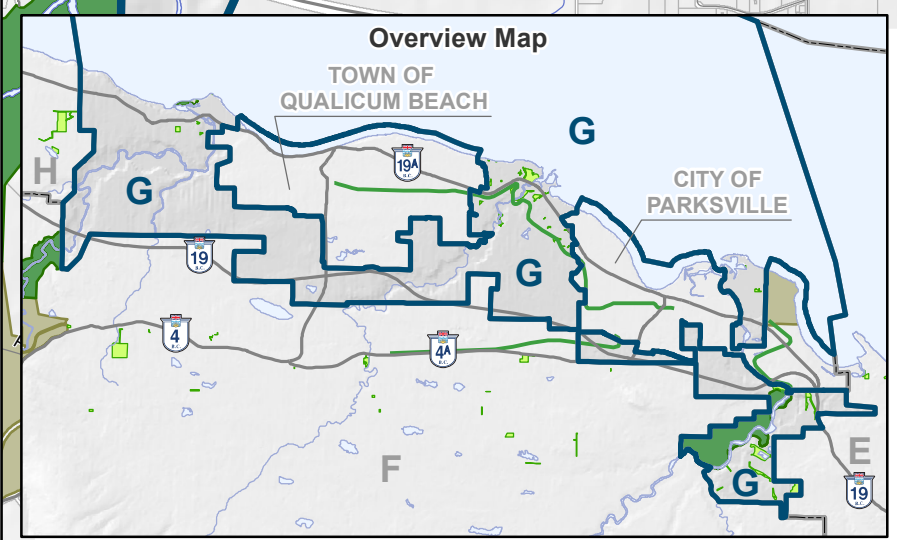 Overview Map
TOWN OF
QUALICUM BEACH
G
19A
B.C.
H
G
CITY OF
PARKSVILLE
19
B.C.
G
4
B.C.
4A
B.C.
F
E
G
19
B.C.